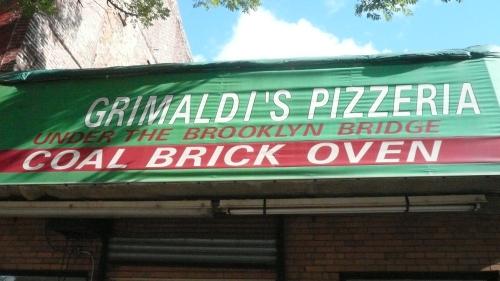 GRIMALDI'S PIZZERIA
UNDER THE BROOKLYN BRIDGE
COAL BRICK OVEN